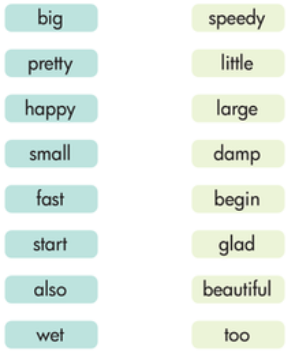 big speedy
pretty little
happy large
small damp
fast begin
start glad
also beautiful
wet too